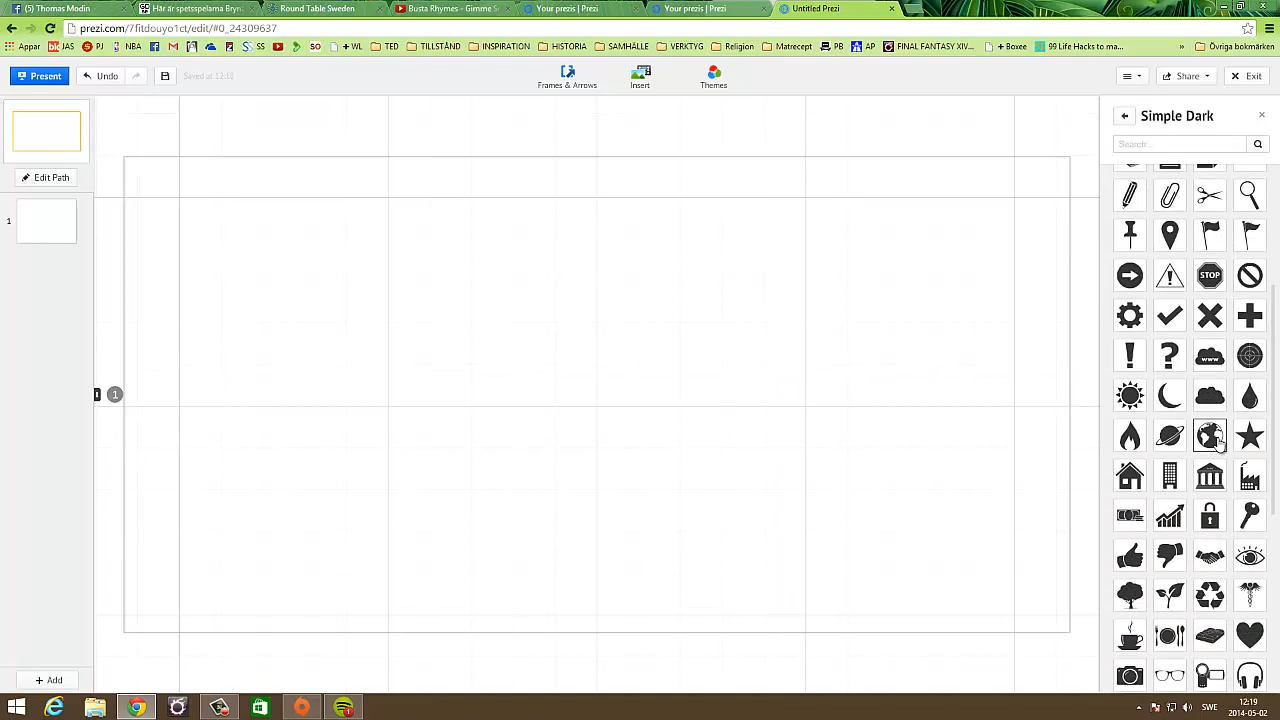 (5) Thomas Modin
Här är spetsspelarna Bryn
Round Table Sweden
Busta Rhymes - Gimme S
Your prezis | Prezi
Your prezis | Prezi
Untitled Prezi
prezi.com/7fitdouyo1ct/edit/#0_24309637
Appar
JAS
PJ
NBA
SS
SO
+ WL
TED
TILLSTÅND
INSPIRATION
HISTORIA
SAMHÄLLE
VERKTYG
Religion
Matrecept
PB
AP
FINAL FANTASY XIV...
+ Boxee
99 Life Hacks to ma...
»
Övriga bokmärken
Present
Undo
Saved at 12:18
Frames & Arrows
Insert
Themes
Share
Exit
Simple Dark
Search...
Edit Path
1
1
STOP
www
+ Add
SWE
12:19
2014-05-02